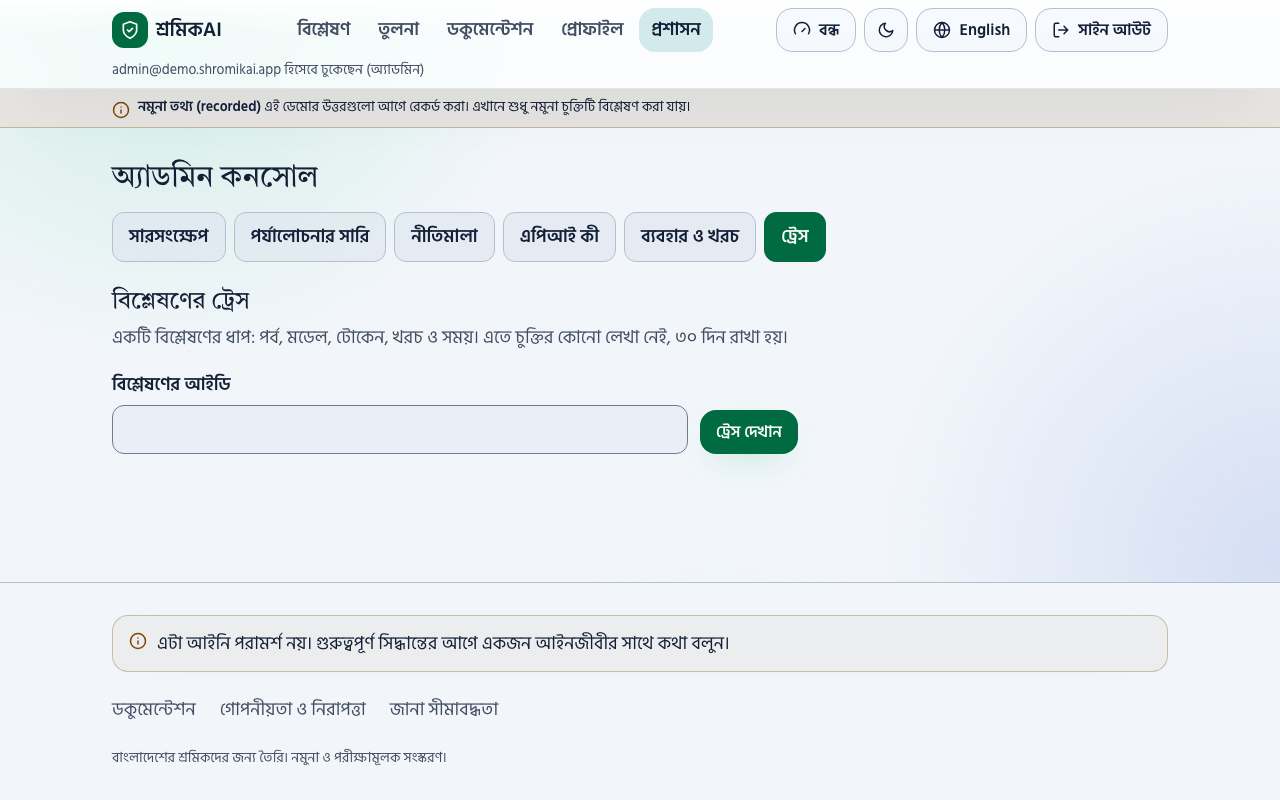 শ্রমিকAI
বিশ্লেষণ তুলনা ডকুমেন্টেশন প্রোফাইল প্রশাসন
বন্ধ English সাইন আউট
admin@demo.shromikai.app হিসেবে ঢুকেছেন (অ্যাডমিন)
নমুনা তথ্য (recorded) এই ডেমোর উত্তরগুলো আগে রেকর্ড করা। এখানে শুধু নমুনা চুক্তিটি বিশ্লেষণ করা যায়।
অ্যাডমিন কনসোল
সারসংক্ষেপ পর্যালোচনার সারি নীতিমালা এপিআই কী ব্যবহার ও খরচ ট্রেস
বিশ্লেষণের ট্রেস
একটি বিশ্লেষণের ধাপ: পর্ব, মডেল, টোকেন, খরচ ও সময়। এতে চুক্তির কোনো লেখা নেই, ৩০ দিন রাখা হয়।
বিশ্লেষণের আইডি
ট্রেস দেখান
এটা আইনি পরামর্শ নয়। গুরুত্বপূর্ণ সিদ্ধান্তের আগে একজন আইনজীবীর সাথে কথা বলুন।
ডকুমেন্টেশন গোপনীয়তা ও নিরাপত্তা জানা সীমাবদ্ধতা
বাংলাদেশের শ্রমিকদের জন্য তৈরি। নমুনা ও পরীক্ষামূলক সংস্করণ।